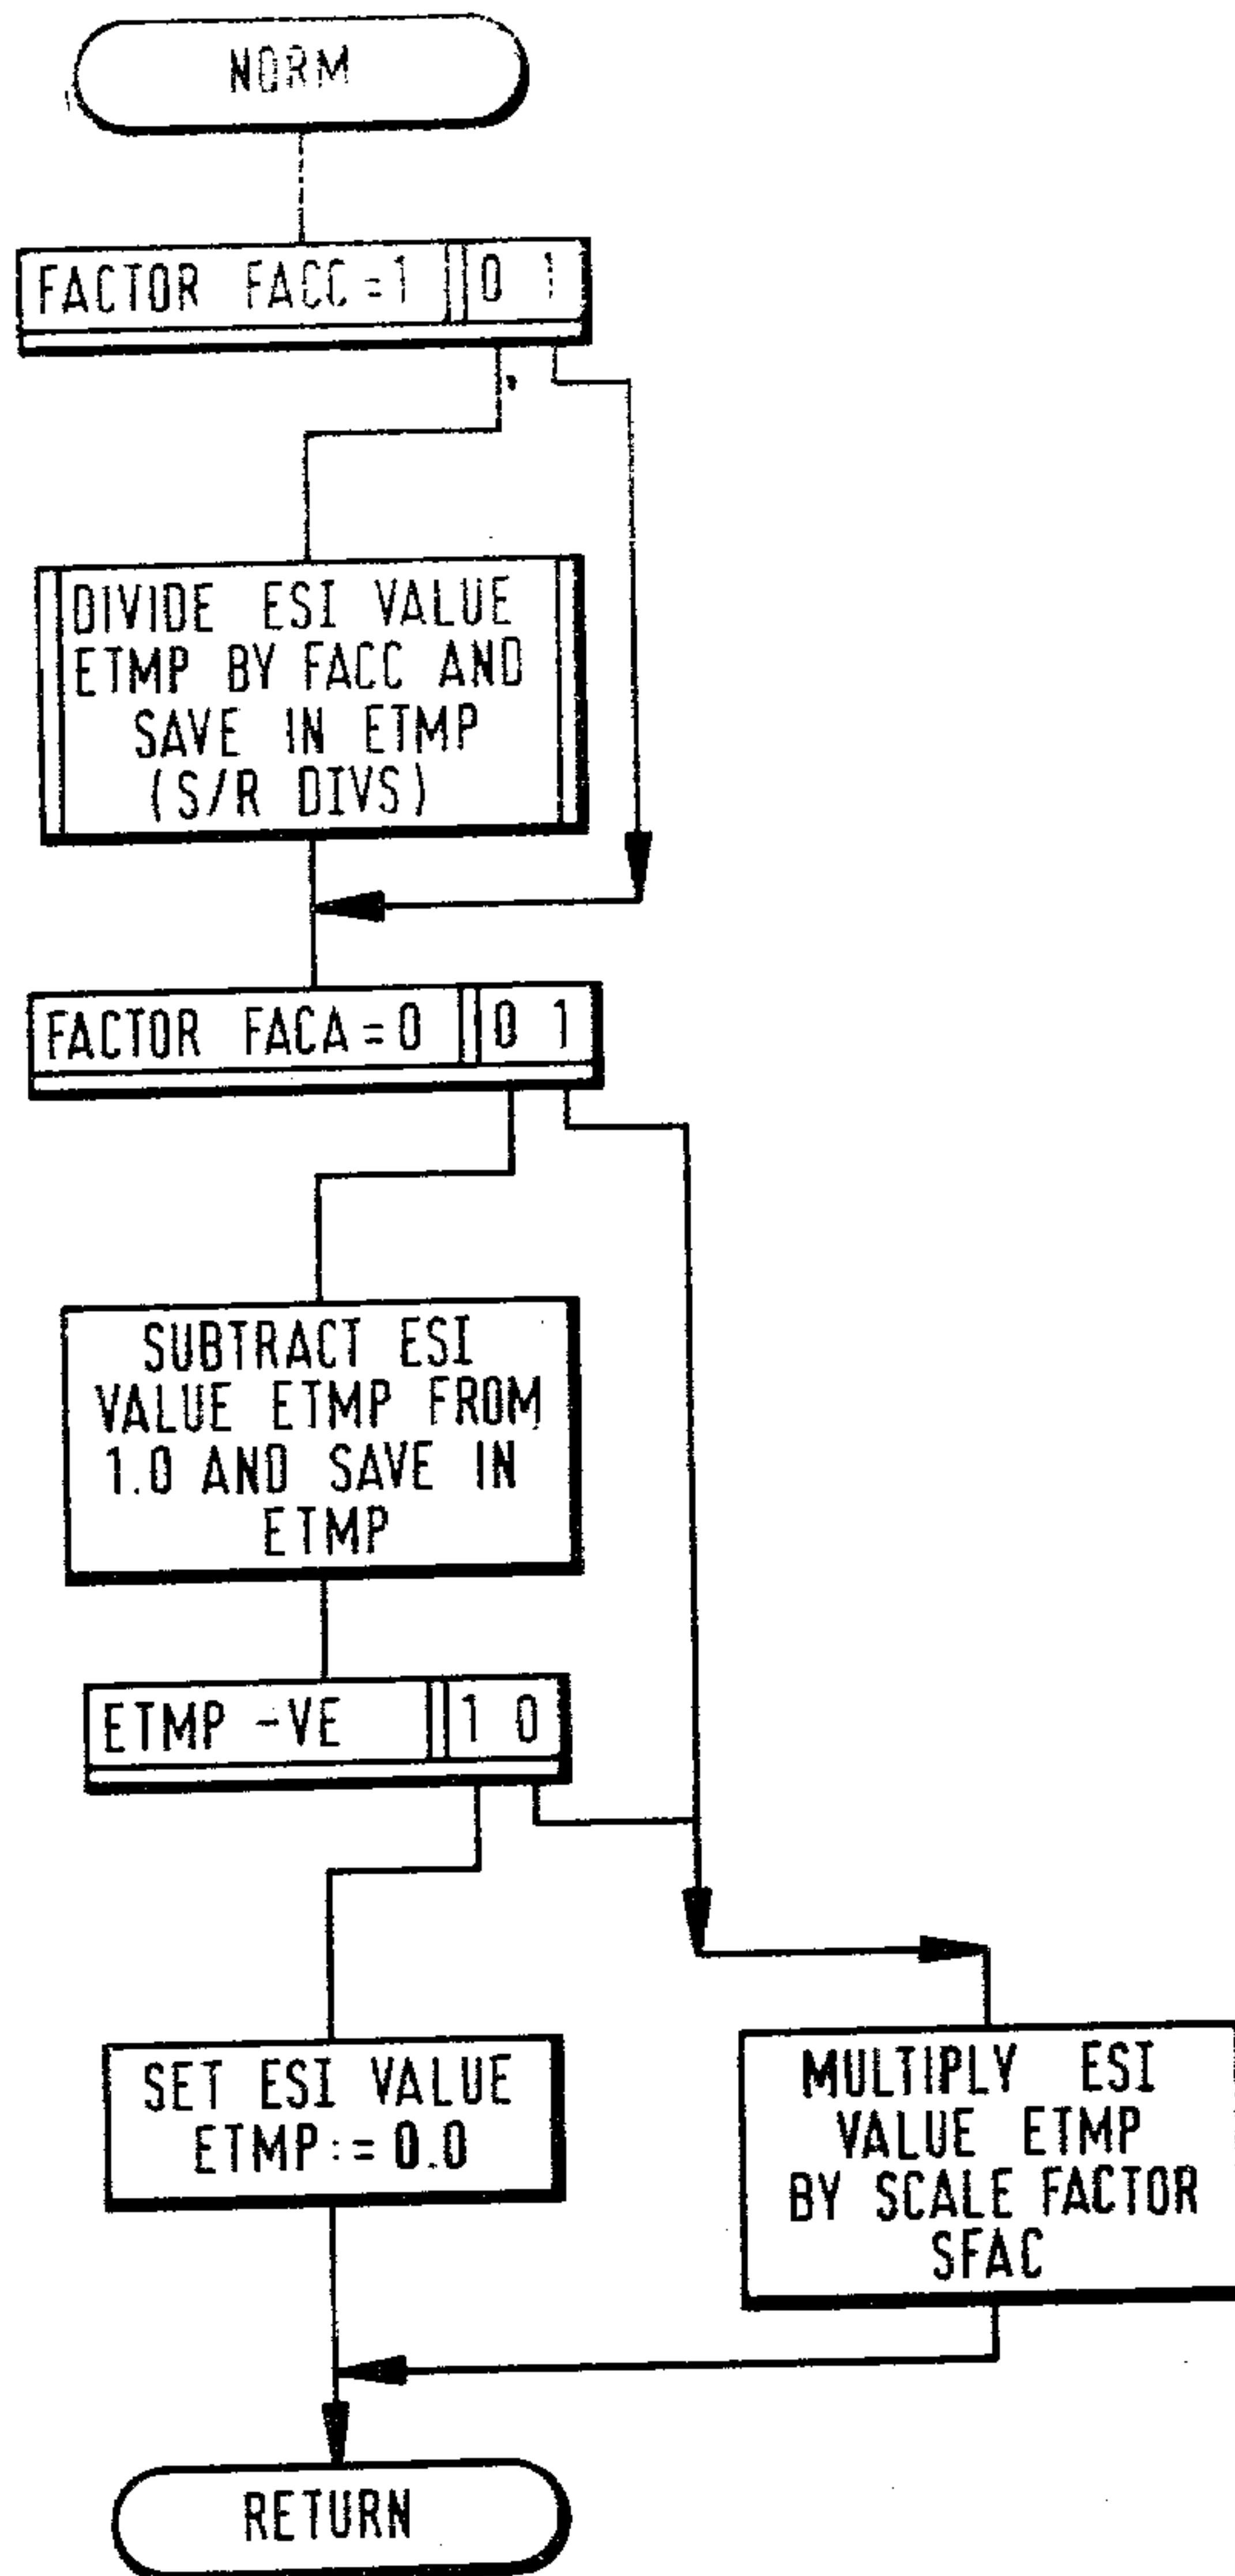 NORM
FACTOR FACC=1 0 1
DIVIDE ESI VALUE
ETMP BY FACC AND
SAVE IN ETMP
(S/R DIVS)
FACTOR FACA=0 0 1
SUBTRACT ESI
VALUE ETMP FROM
1.0 AND SAVE IN
ETMP
ETMP -VE 1 0
SET ESI VALUE
ETMP:=0.0
MULTIPLY ESI
VALUE ETMP
BY SCALE FACTOR
SFAC
RETURN